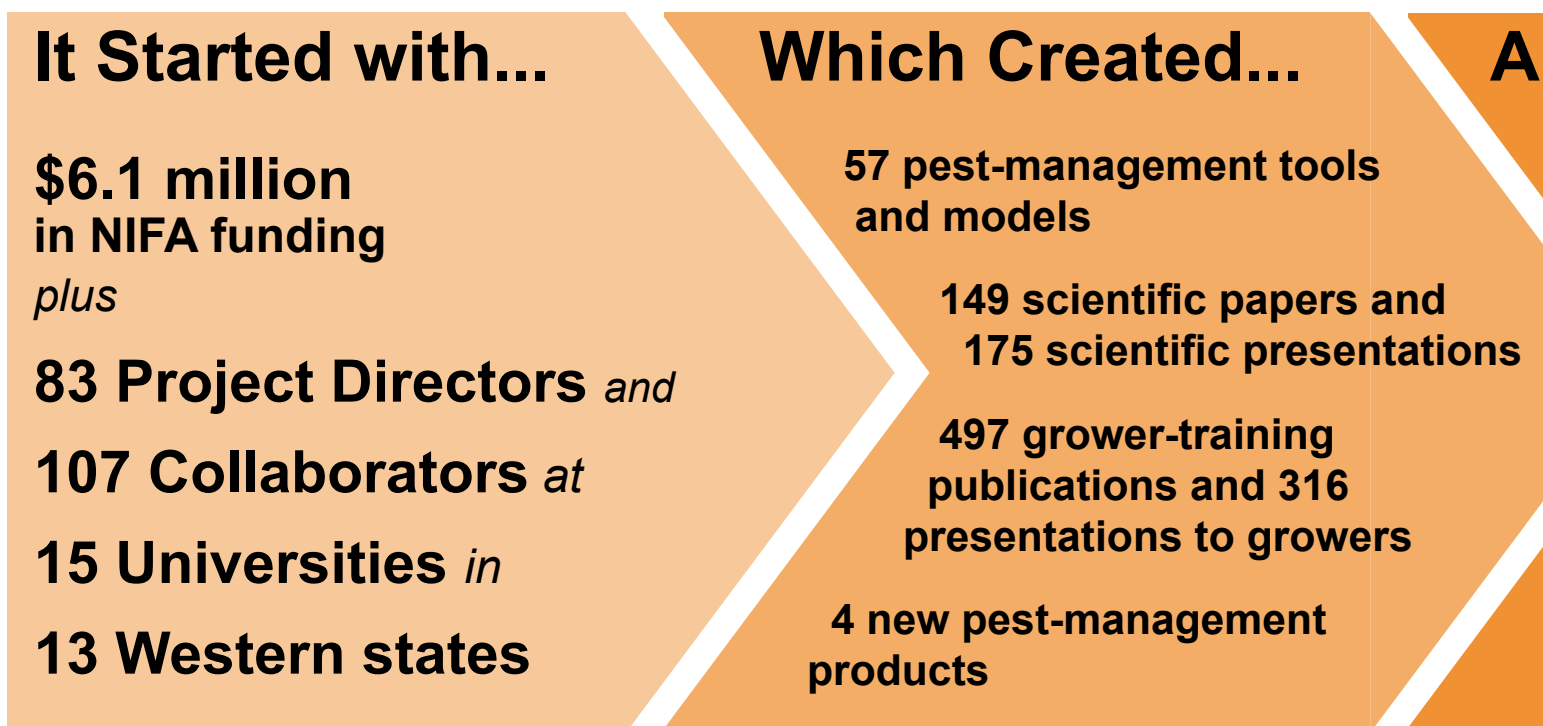 It Started with...
$6.1 million
in NIFA funding
plus
83 Project Directors and
107 Collaborators at
15 Universities in
13 Western states
Which Created...
57 pest-management tools
and models
149 scientific papers and
175 scientific presentations
497 grower-training
publications and 316
presentations to growers
4 new pest-management
products
A